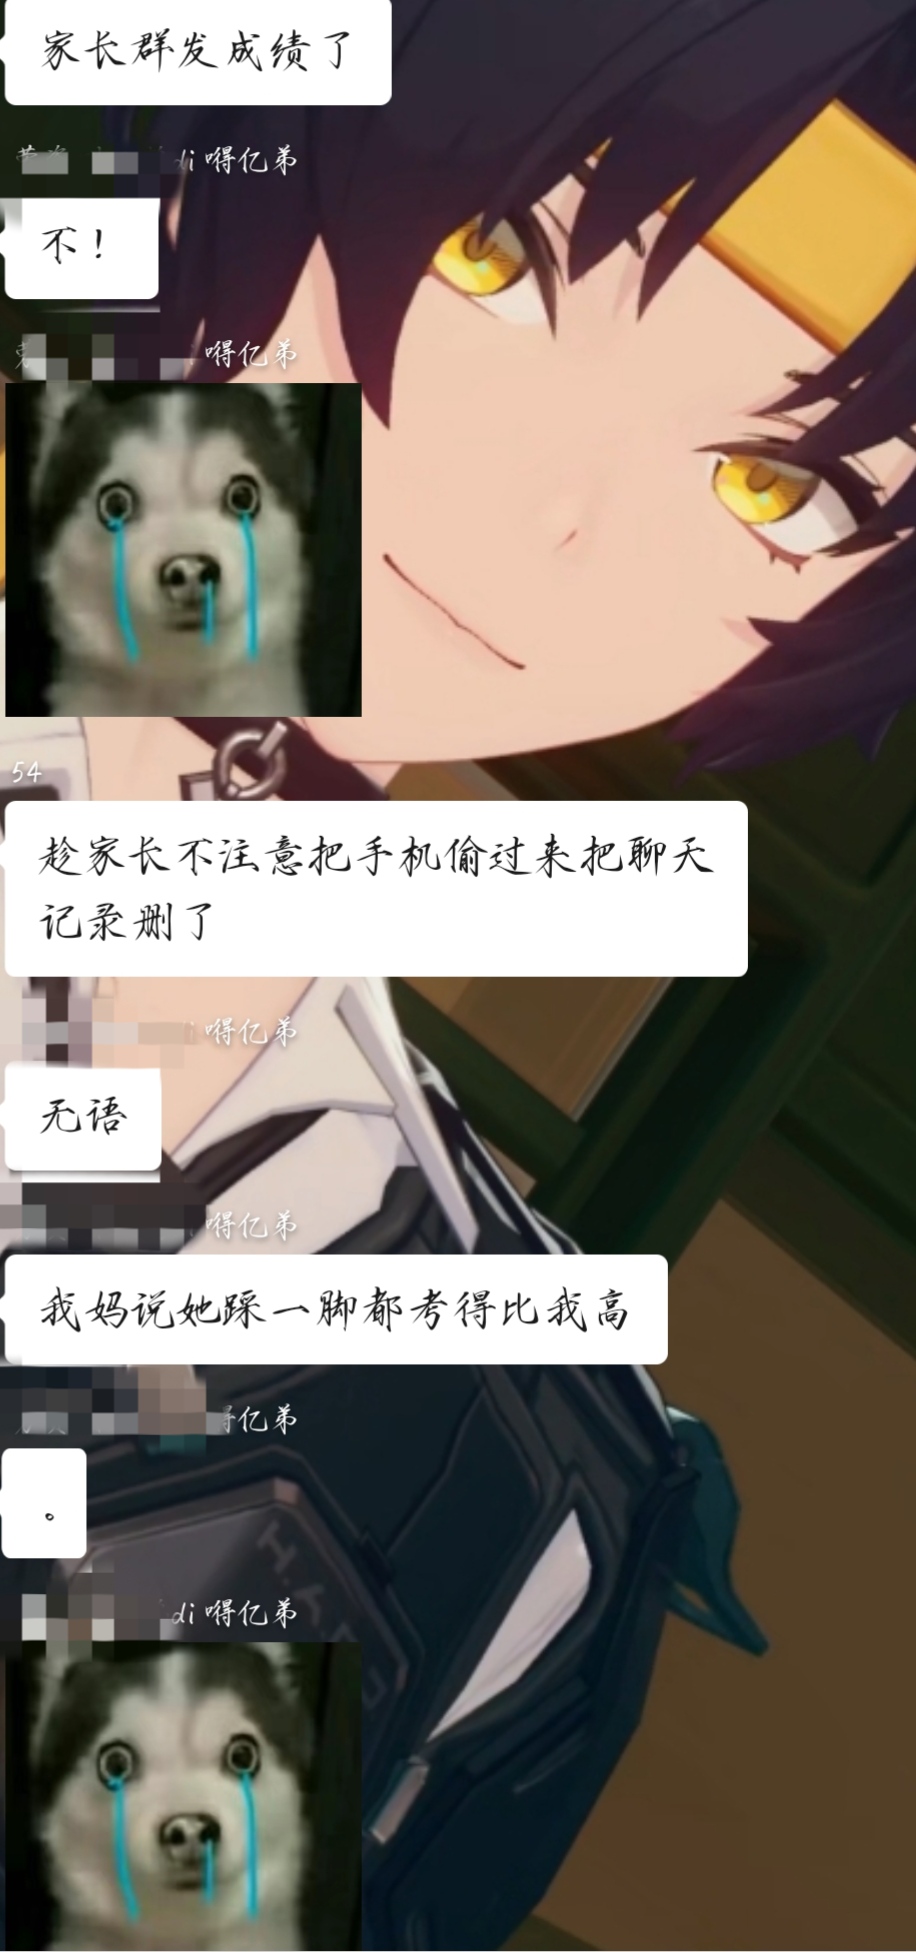 家长群发成绩了
di 嘚亿弟
不！
嘚亿弟
54
趁家长不注意把手机偷过来把聊天
记录删了
嘚亿弟
无语
嘚亿弟
我妈说她踩一脚都考得比我高
得亿弟
。
di 嘚亿弟